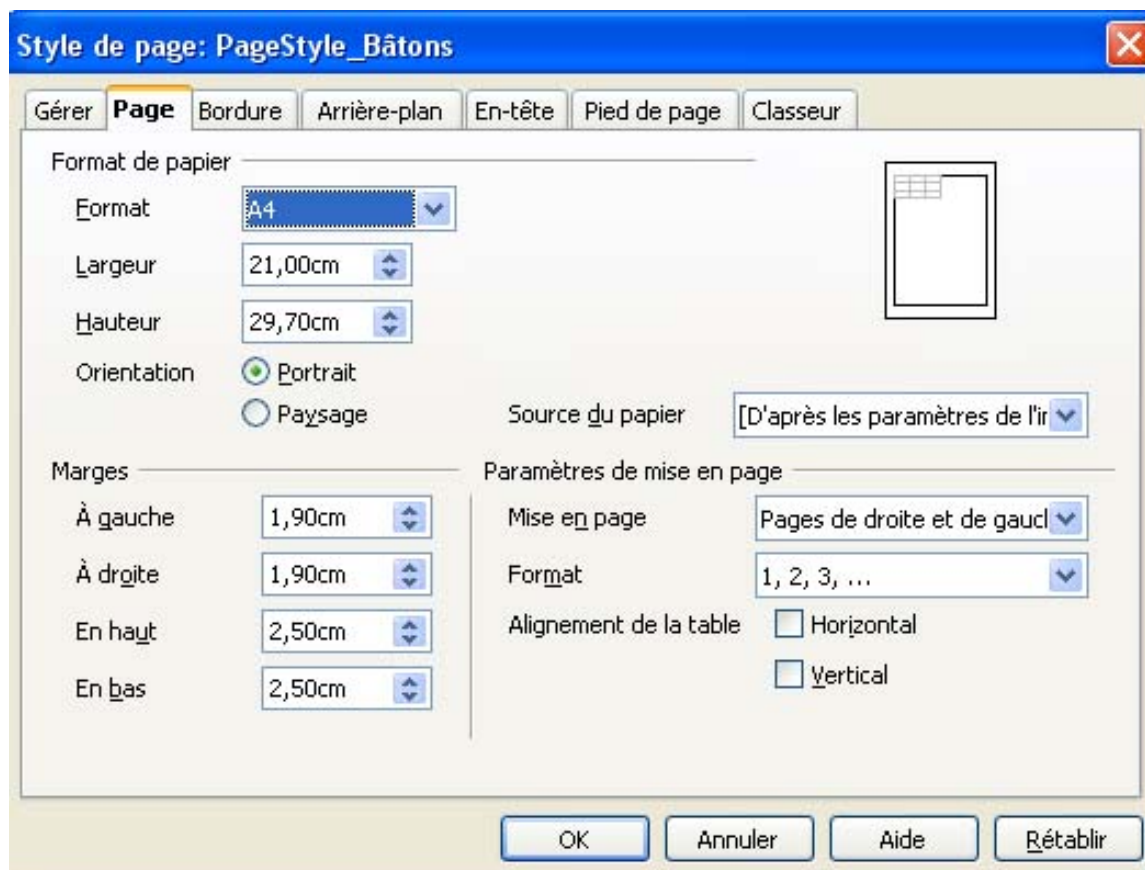 Style de page: PageStyle_Bâtons
Gérer Page Bordure Arrière-plan En-tête Pied de page Classeur
Format de papier
Format A4
Largeur 21,00cm
Hauteur 29,70cm
Orientation Portrait
Paysage Source du papier [D'après les paramètres de l'ir
Marges Paramètres de mise en page
À gauche 1,90cm Mise en page Pages de droite et de gaucl
À droite 1,90cm Format 1, 2, 3, ...
En haut 2,50cm Alignement de la table Horizontal
En bas 2,50cm Vertical
OK Annuler Aide Rétablir